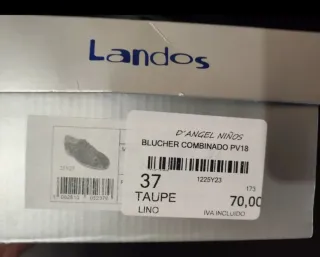 Landos
D'ANGEL NIÑOS
BLUCHER COMBINADO PV18
37
1225Y23
173
TAUPE
70,00
LINO
IVA INCLUIDO